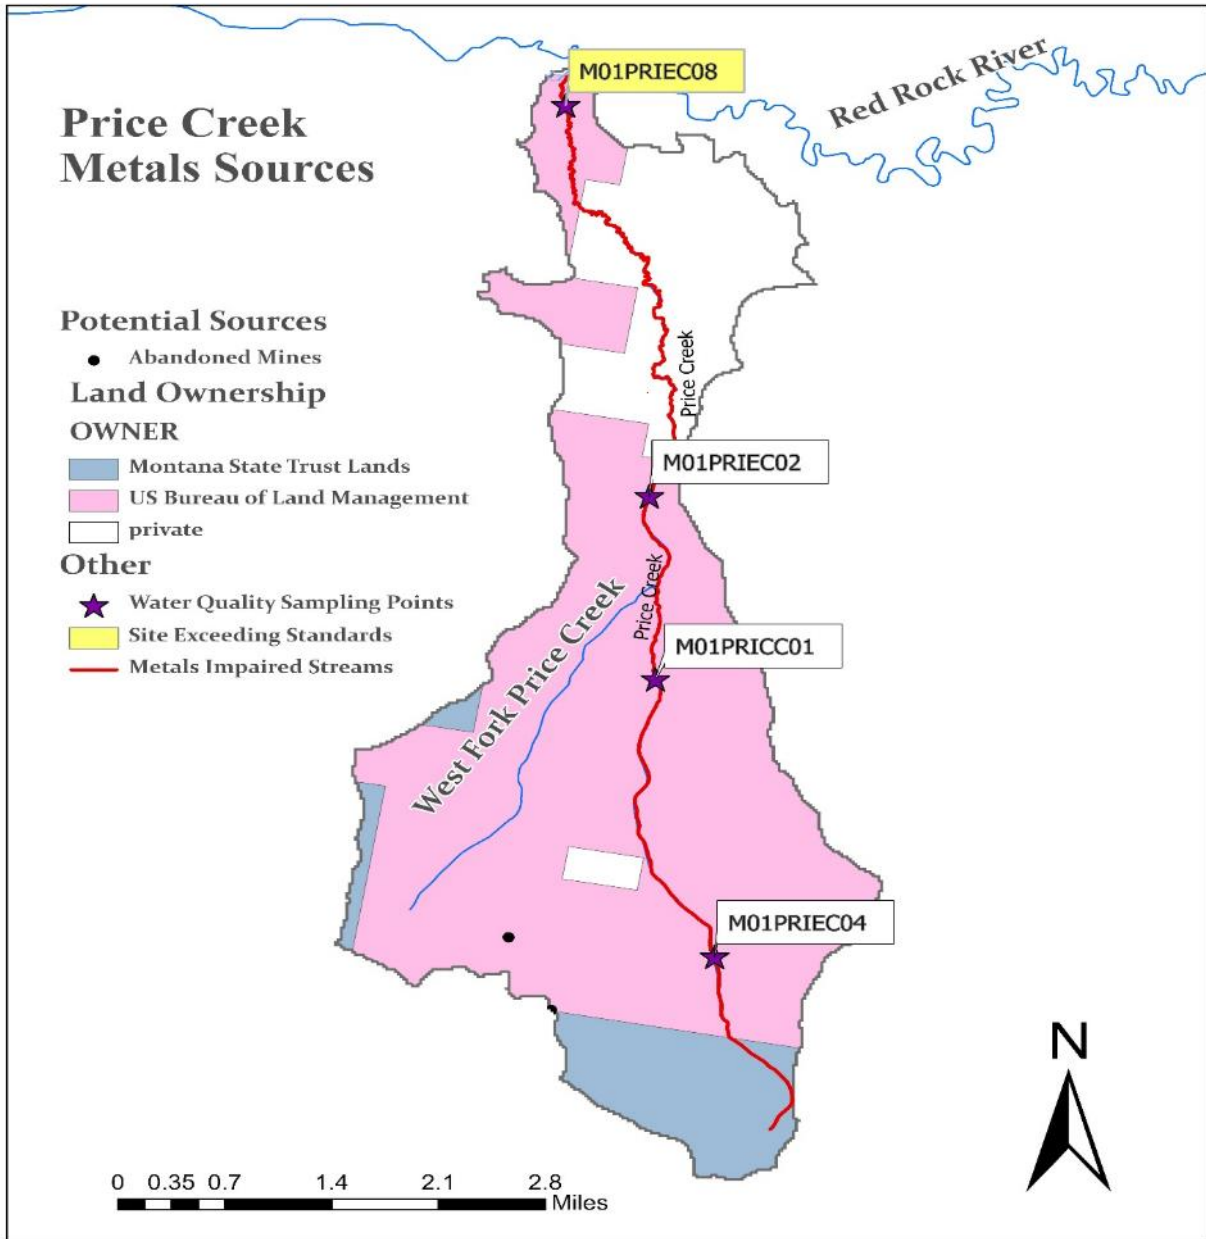 M01PRIEC08
Red Rock River
Price Creek
Metals Sources
Potential Sources
Abandoned Mines
Land Ownership
OWNER
Montana State Trust Lands
US Bureau of Land Management
private
Other
Water Quality Sampling Points
Site Exceeding Standards
Metals Impaired Streams
Price Creek
M01PRIEC02
Price Creek
West Fork Price Creek
M01PRICC01
M01PRIEC04
N
0 0.35 0.7 1.4 2.1 2.8
Miles